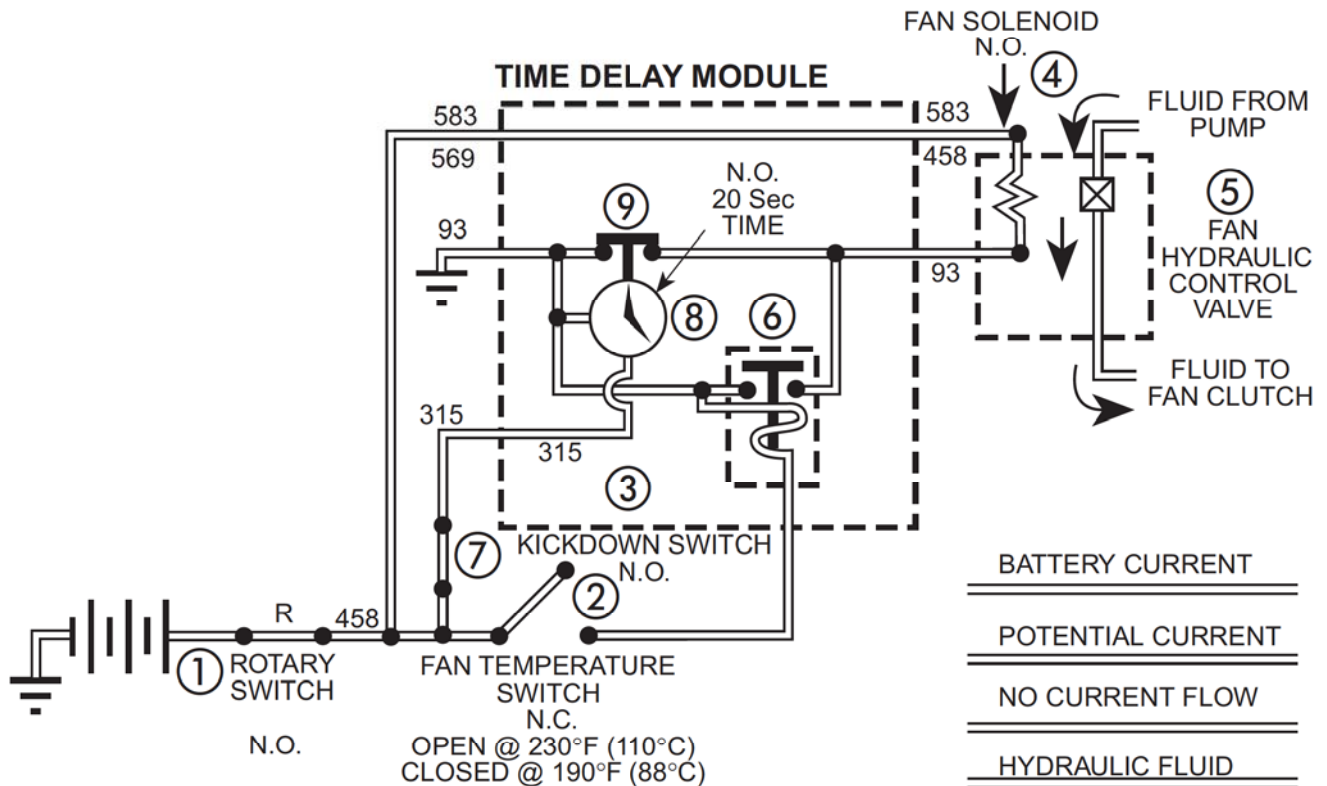 FAN SOLENOID
N.O.
④
TIME DELAY MODULE
FLUID FROM
PUMP
583
569
583
458
N.O.
20 Sec
TIME
⑨
⑤
FAN
HYDRAULIC
CONTROL
VALVE
93
93
⑧
⑥
FLUID TO
FAN CLUTCH
315
315
③
KICKDOWN SWITCH
N.O.
⑦
②
R
458
①
ROTARY
SWITCH
N.O.
FAN TEMPERATURE
SWITCH
N.C.
OPEN @ 230°F (110°C)
CLOSED @ 190°F (88°C)
BATTERY CURRENT
POTENTIAL CURRENT
NO CURRENT FLOW
HYDRAULIC FLUID